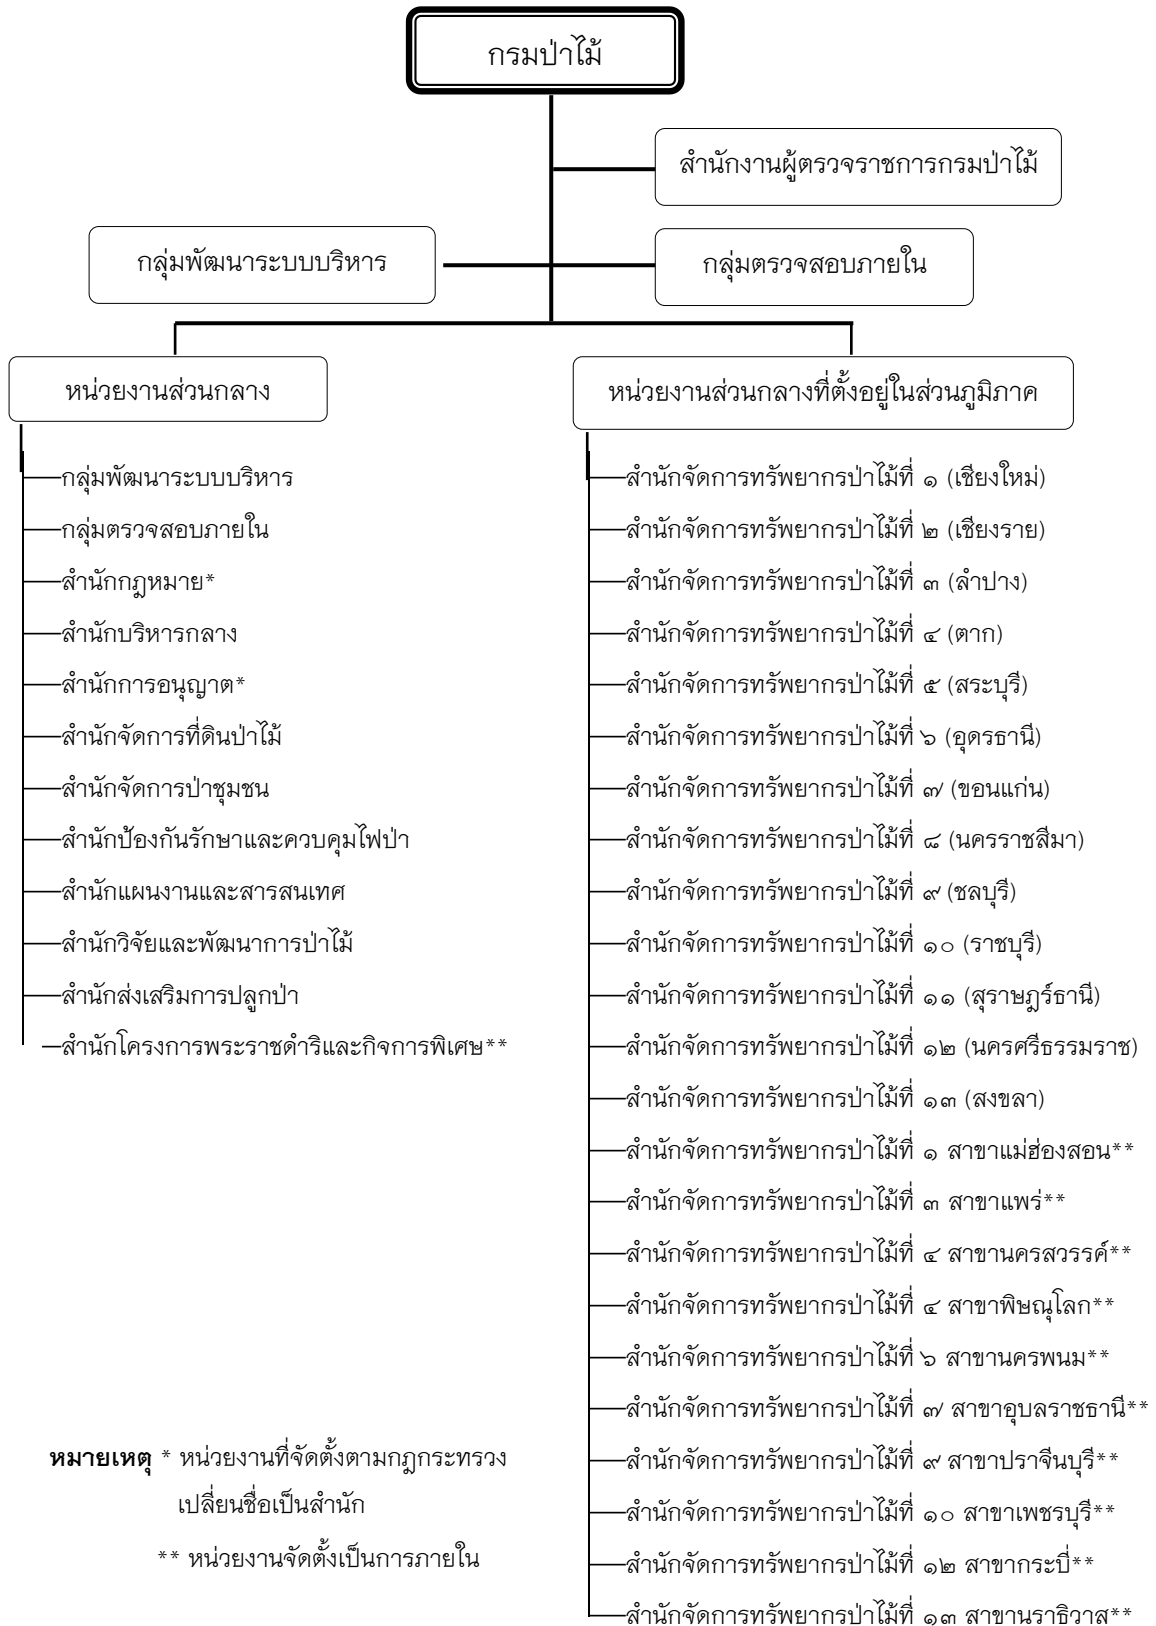 กรมป่าไม้
สำนักงานผู้ตรวจราชการกรมป่าไม้
กลุ่มพัฒนาระบบบริหาร
กลุ่มตรวจสอบภายใน
หน่วยงานส่วนกลาง
กลุ่มพัฒนาระบบบริหาร
กลุ่มตรวจสอบภายใน
สำนักกฎหมาย*
สำนักบริหารกลาง
สำนักการอนุญาต*
สำนักจัดการที่ดินป่าไม้
สำนักจัดการป่าชุมชน
สำนักป้องกันรักษาและควบคุมไฟป่า
สำนักแผนงานและสารสนเทศ
สำนักวิจัยและพัฒนาการป่าไม้
สำนักส่งเสริมการปลูกป่า
สำนักโครงการพระราชดำริและกิจการพิเศษ**
หน่วยงานส่วนกลางที่ตั้งอยู่ในส่วนภูมิภาค
สำนักจัดการทรัพยากรป่าไม้ที่ ๑ (เชียงใหม่)
สำนักจัดการทรัพยากรป่าไม้ที่ ๒ (เชียงราย)
สำนักจัดการทรัพยากรป่าไม้ที่ ๓ (ลำปาง)
สำนักจัดการทรัพยากรป่าไม้ที่ ๔ (ตาก)
สำนักจัดการทรัพยากรป่าไม้ที่ ๕ (สระบุรี)
สำนักจัดการทรัพยากรป่าไม้ที่ ๖ (อุดรธานี)
สำนักจัดการทรัพยากรป่าไม้ที่ ๗ (ขอนแก่น)
สำนักจัดการทรัพยากรป่าไม้ที่ ๘ (นครราชสีมา)
สำนักจัดการทรัพยากรป่าไม้ที่ ๙ (ชลบุรี)
สำนักจัดการทรัพยากรป่าไม้ที่ ๑๐ (ราชบุรี)
สำนักจัดการทรัพยากรป่าไม้ที่ ๑๑ (สุราษฎร์ธานี)
สำนักจัดการทรัพยากรป่าไม้ที่ ๑๒ (นครศรีธรรมราช)
สำนักจัดการทรัพยากรป่าไม้ที่ ๑๓ (สงขลา)
สำนักจัดการทรัพยากรป่าไม้ที่ ๑ สาขาแม่ฮ่องสอน**
สำนักจัดการทรัพยากรป่าไม้ที่ ๓ สาขาแพร่**
สำนักจัดการทรัพยากรป่าไม้ที่ ๔ สาขานครสวรรค์**
สำนักจัดการทรัพยากรป่าไม้ที่ ๔ สาขาพิษณุโลก**
สำนักจัดการทรัพยากรป่าไม้ที่ ๖ สาขานครพนม**
สำนักจัดการทรัพยากรป่าไม้ที่ ๗ สาขาอุบลราชธานี**
สำนักจัดการทรัพยากรป่าไม้ที่ ๙ สาขาปราจีนบุรี**
สำนักจัดการทรัพยากรป่าไม้ที่ ๑๐ สาขาเพชรบุรี**
สำนักจัดการทรัพยากรป่าไม้ที่ ๑๒ สาขากระบี่**
สำนักจัดการทรัพยากรป่าไม้ที่ ๑๓ สาขานราธิวาส**
หมายเหตุ * หน่วยงานที่จัดตั้งตามกฎกระทรวง
เปลี่ยนชื่อเป็นสำนัก
** หน่วยงานจัดตั้งเป็นการภายใน